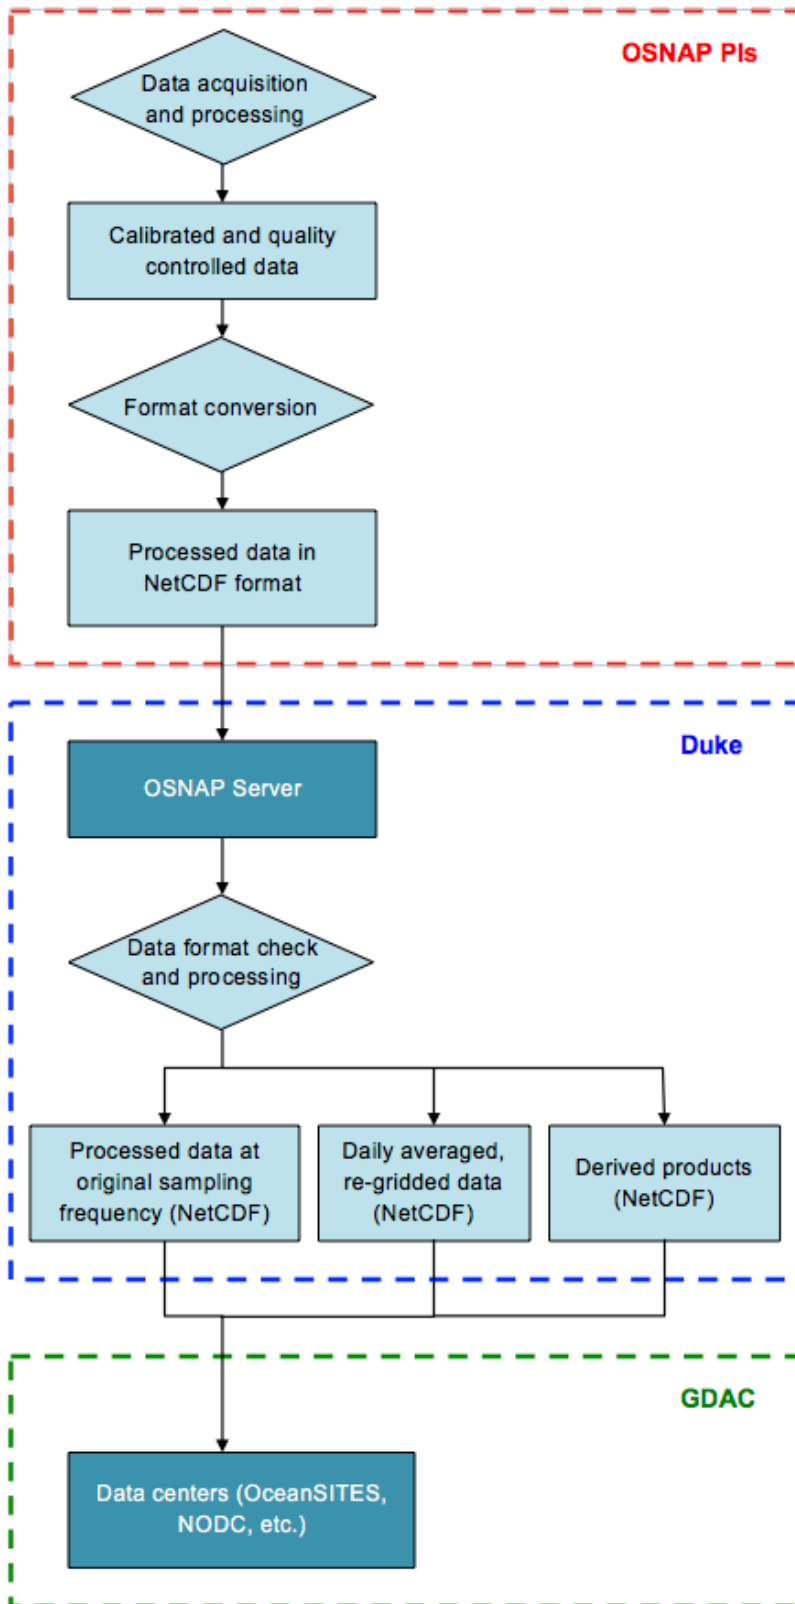 OSNAP PIs
Data acquisition
and processing
Calibrated and quality
controlled data
Format conversion
Processed data in
NetCDF format
Duke
OSNAP Server
Data format check
and processing
Processed data at
original sampling
frequency (NetCDF)
Daily averaged,
re-gridded data
(NetCDF)
Derived products
(NetCDF)
GDAC
Data centers (OceanSITES,
NODC, etc.)